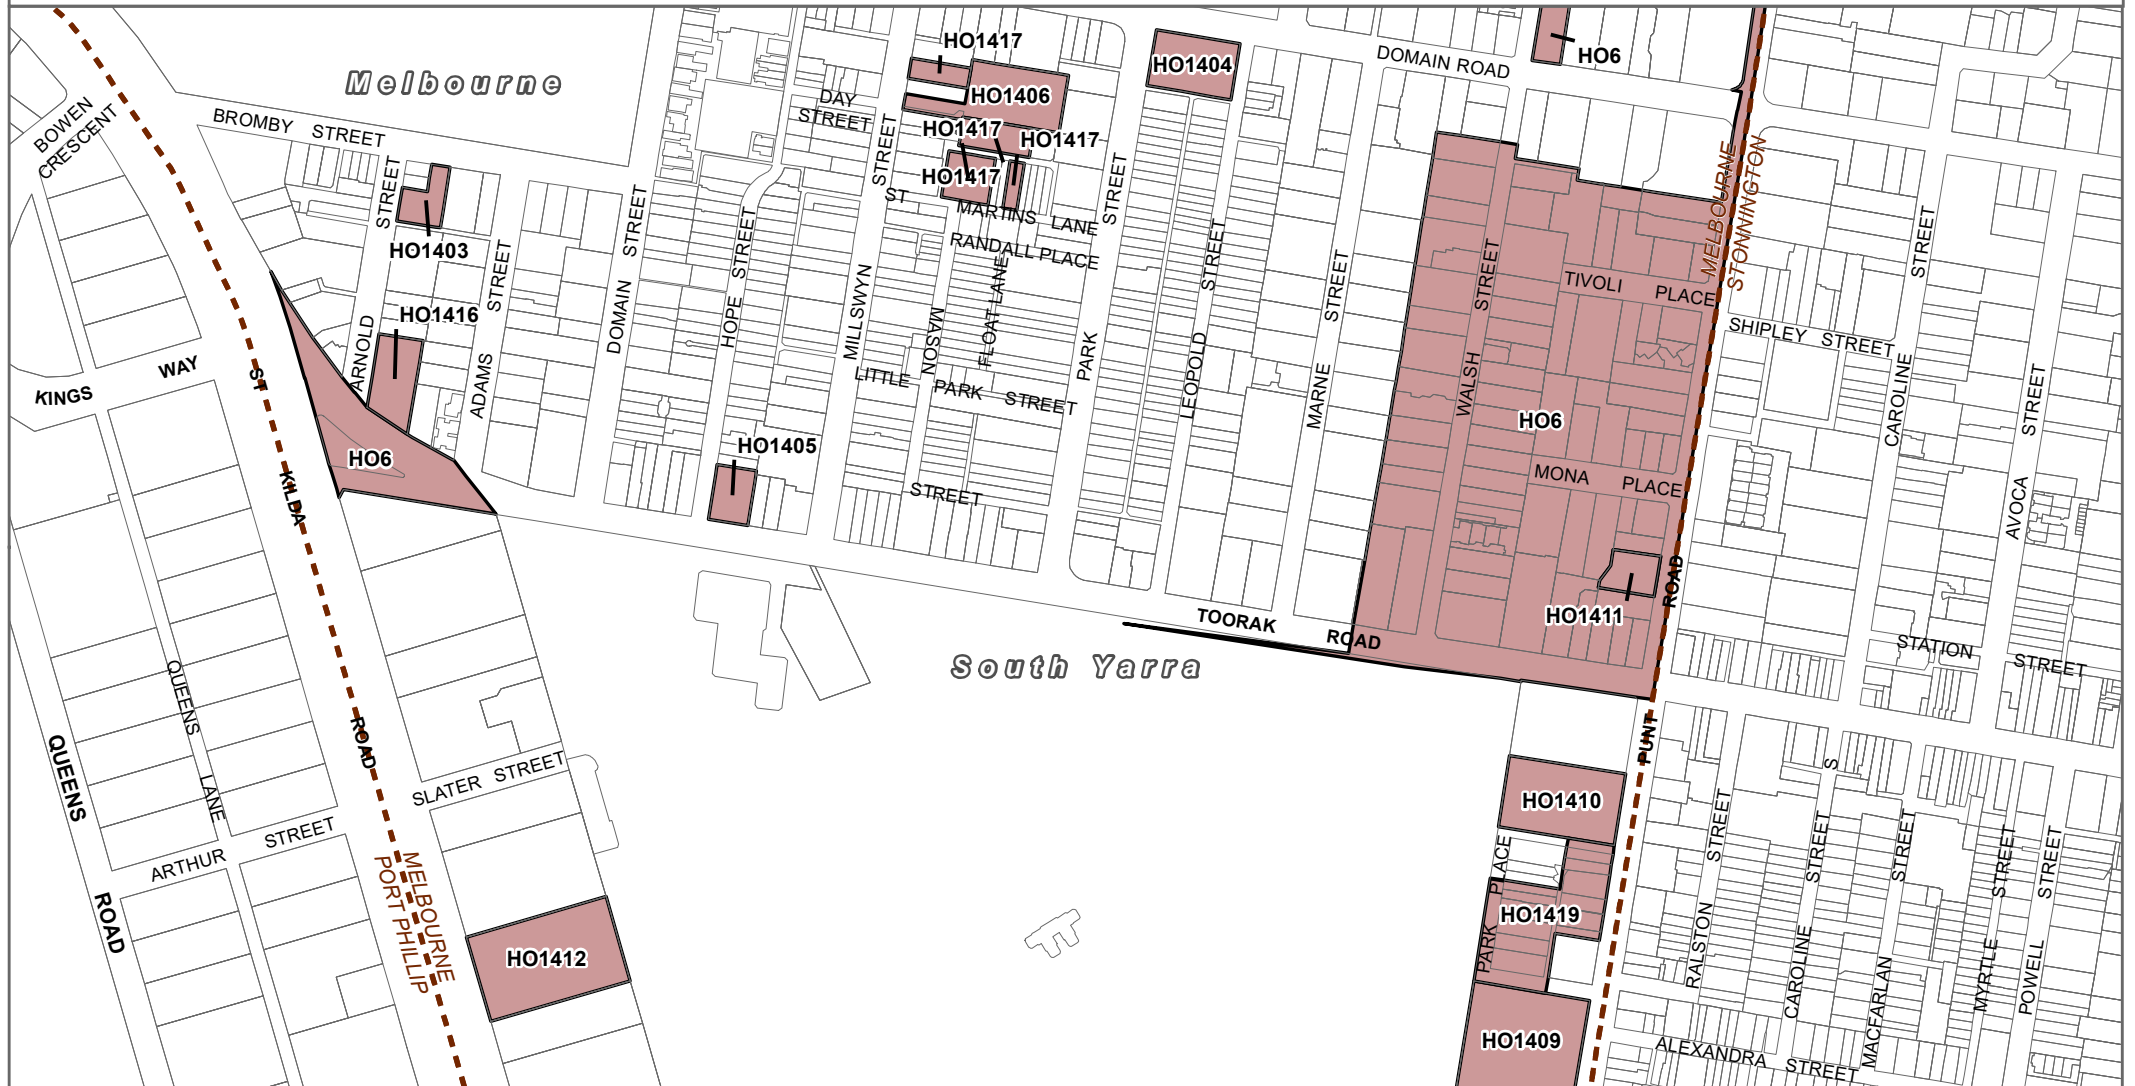 HO1417
HO1404
HO6
DOMAIN ROAD
Melbourne
HO1406
DAY
STREET
BOWEN
CRESCENT
BROMBY STREET
HO1417
HO1417
STREET
HO1417
ST
MARTINS LANE
RANDALL PLACE
FLOAT LANE
STREET
HO1403
ARNOLD
HO1416
STREET
ADAMS
STREET
DOMAIN
STREET
HOPE
MILLSWYN
MASON
STREET
PARK
STREET
LEOPOLD
STREET
MARNE
STREET
WALSH
TIVOLI PLACE
MELBOURNE
STONNINGTON
SHIPLEY STREET
STREET
CAROLINE
STREET
AVOCA
KINGS WAY
LITTLE PARK STREET
HO6
HO6
HO1405
MONA PLACE
STREET
ST
KILDA
ROAD
HO1411
ROAD
PUNT
TOORAK ROAD
STATION STREET
South Yarra
QUEENS
LANE
QUEENS
ROAD
SLATER STREET
ARTHUR STREET
MELBOURNE
PORT PHILLIP
HO1412
HO1410
PARK PLACE
HO1419
HO1409
STREET
RALSTON
S
STREET
CAROLINE
STREET
MACFARLAN
STREET
MYRTLE
STREET
POWELL
ALEXANDRA STREET